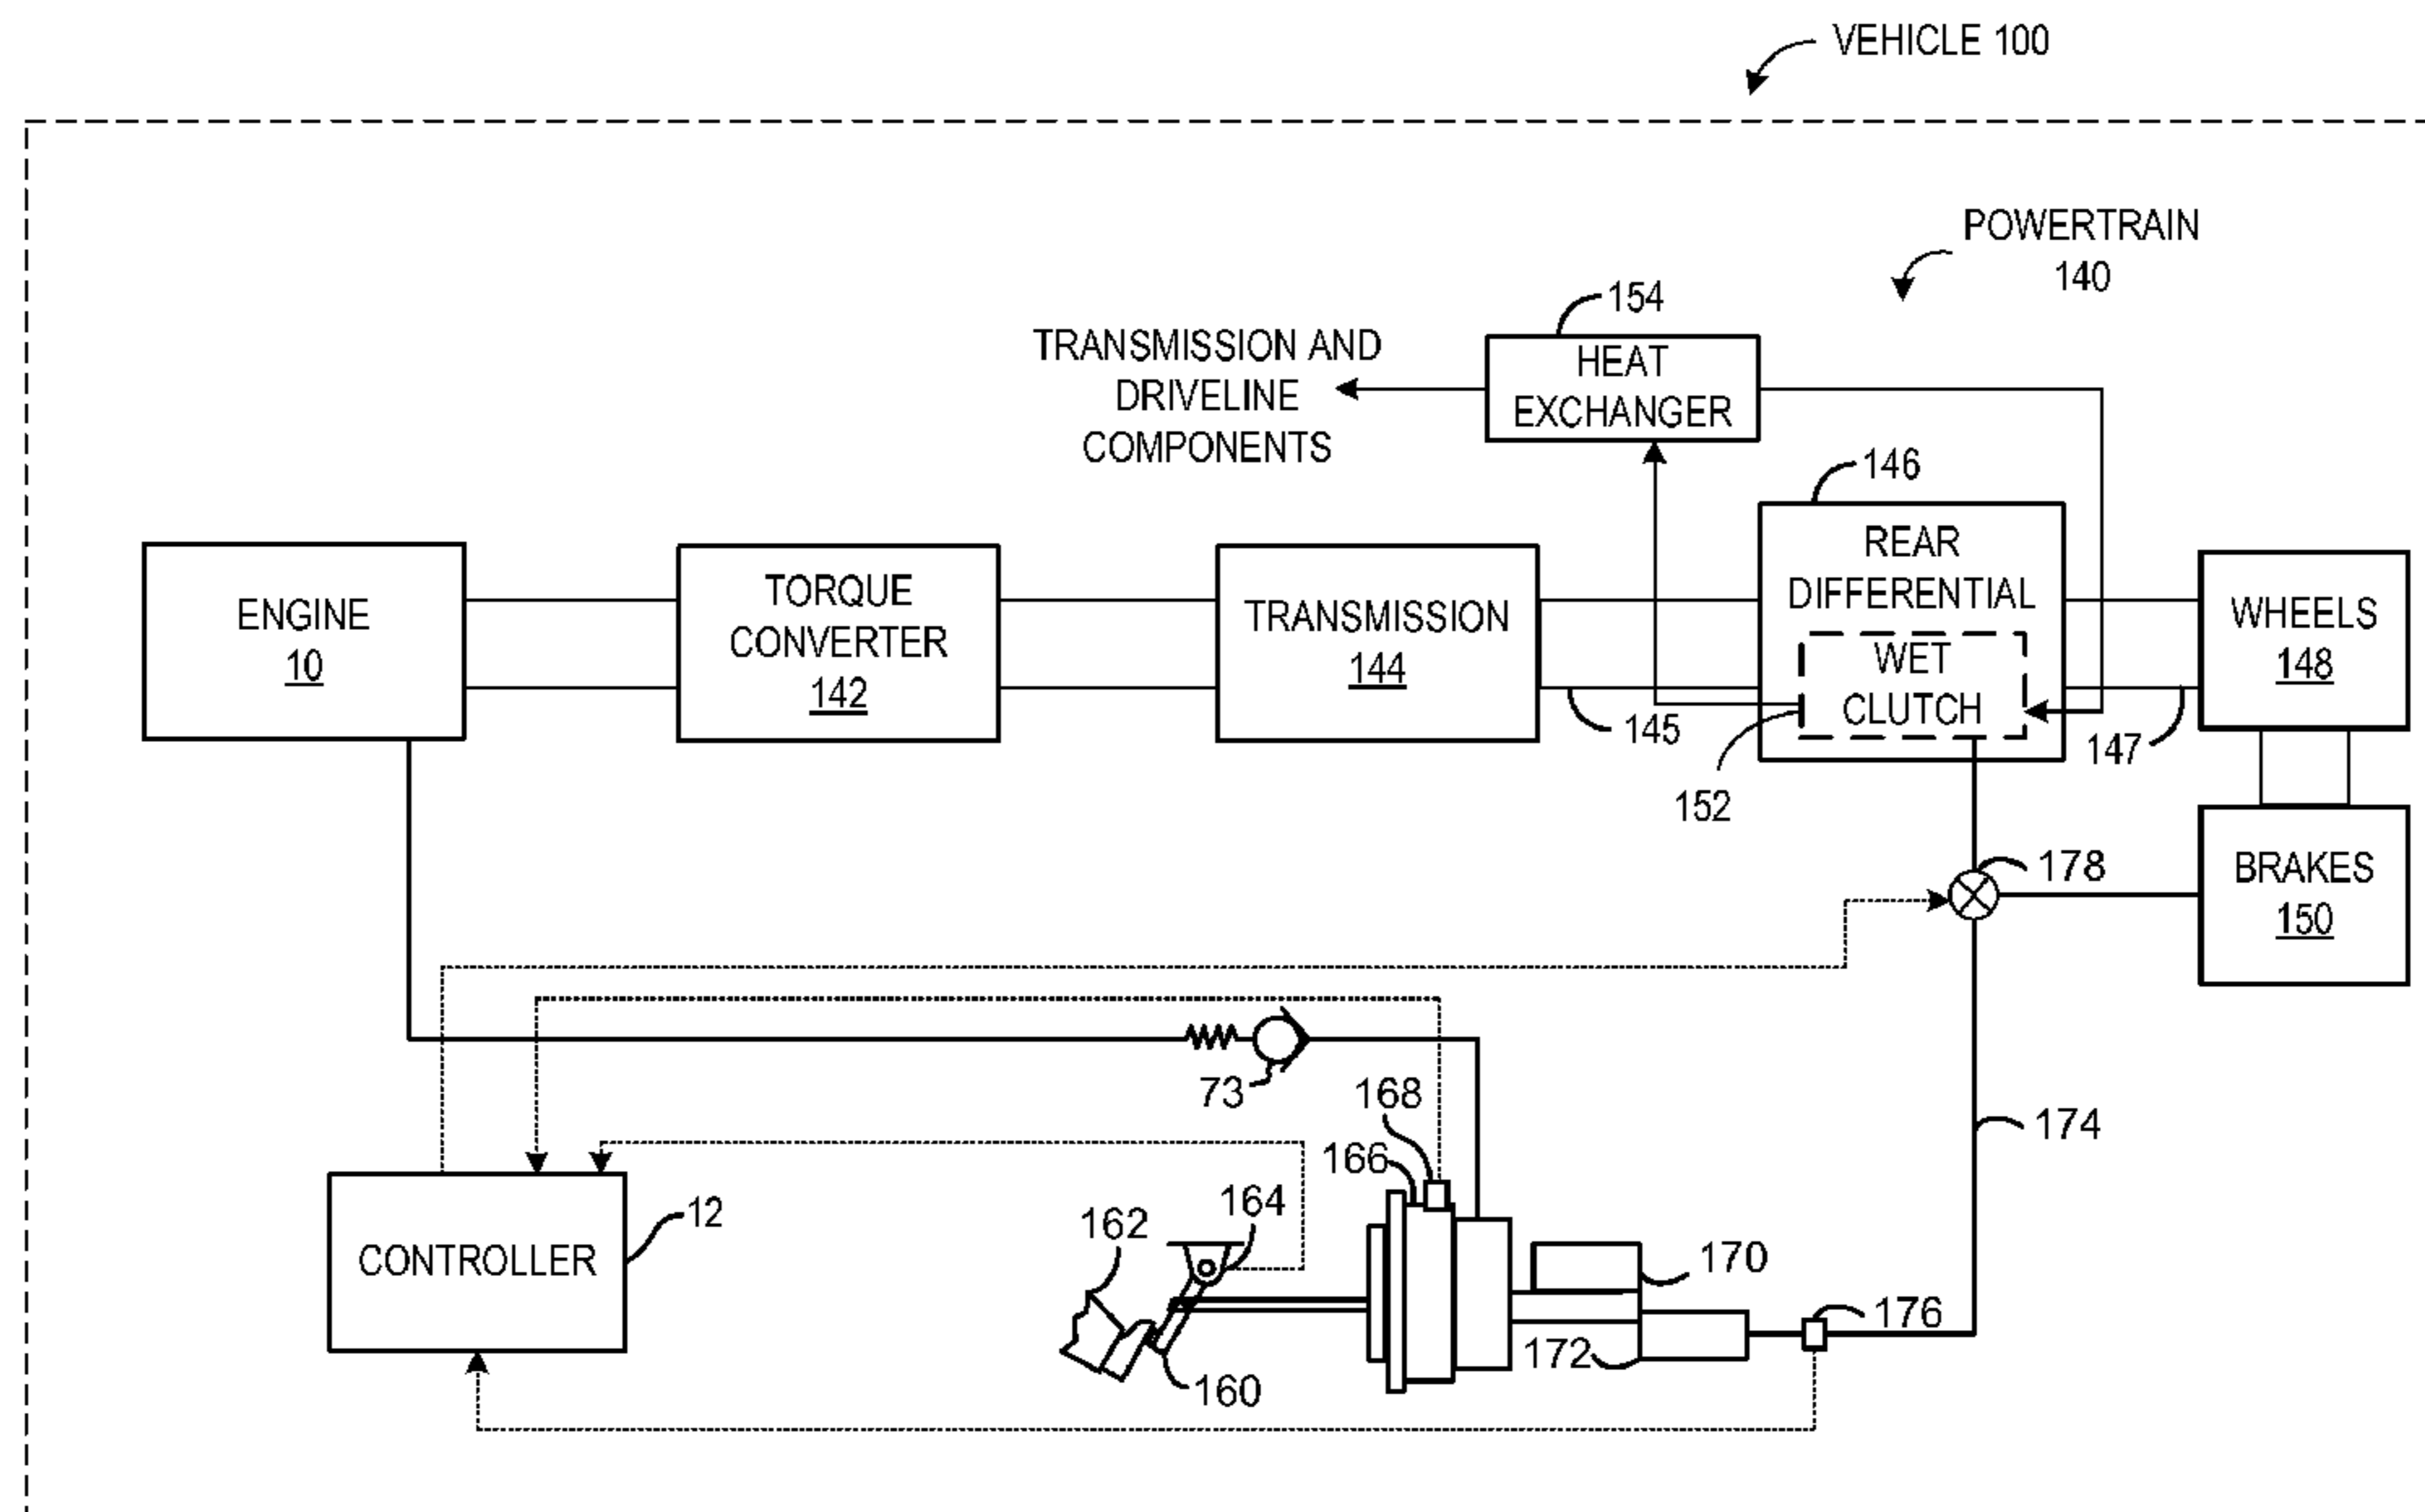 VEHICLE 100
POWERTRAIN
140
154
TRANSMISSION AND
DRIVELINE
COMPONENTS
HEAT
EXCHANGER
146
ENGINE
10
TORQUE
CONVERTER
142
TRANSMISSION
144
145
REAR
DIFFERENTIAL
WET
CLUTCH
152
147
WHEELS
148
178
BRAKES
150
73
168
166
174
CONTROLLER
12
162
164
160
170
172
176